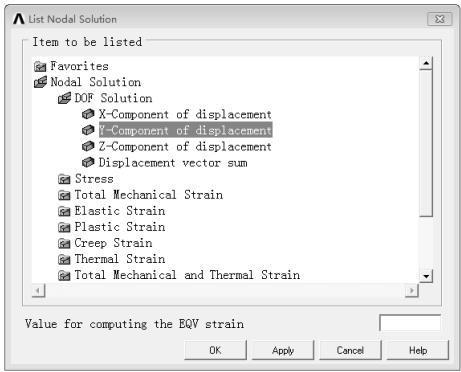 List Nodal Solution
Item to be listed
Favorites
Nodal Solution
DOF Solution
X-Component of displacement
Y-Component of displacement
Z-Component of displacement
Displacement vector sum
Stress
Total Mechanical Strain
Elastic Strain
Plastic Strain
Creep Strain
Thermal Strain
Total Mechanical and Thermal Strain
Value for computing the EQV strain
OK Apply Cancel Help